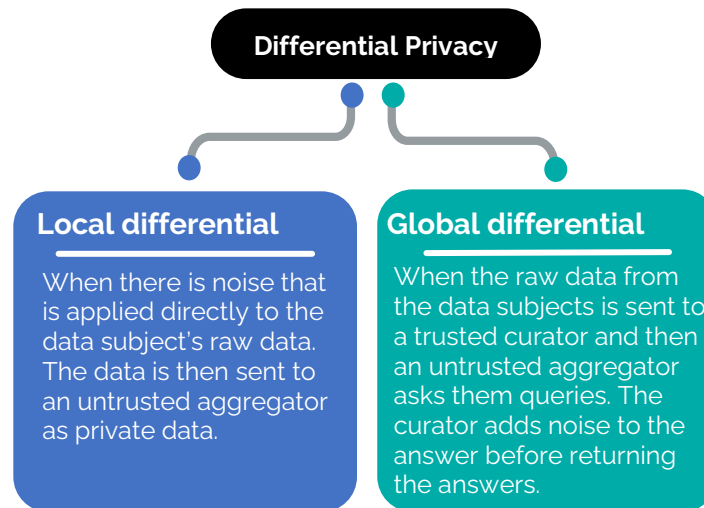 Differential Privacy
Local differential
When there is noise that
is applied directly to the
data subject's raw data.
The data is then sent to
an untrusted aggregator
as private data.
Global differential
When the raw data from
the data subjects is sent to
a trusted curator and then
an untrusted aggregator
asks them queries. The
curator adds noise to the
answer before returning
the answers.